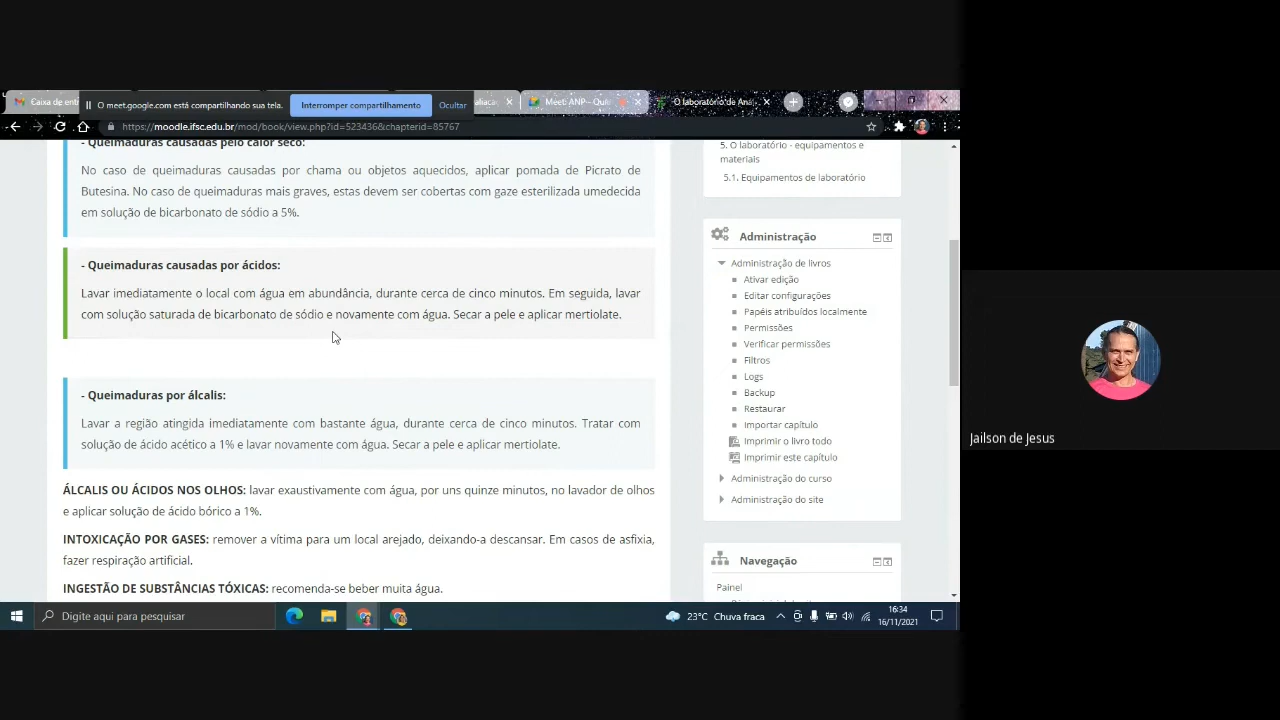 Caixa de entr
O meet.google.com está compartilhando sua tela.
Interromper compartilhamento
Ocultar
Meet: ANP - Quí
O laboratório de Aná
https://moodle.ifsc.edu.br/mod/book/view.php?id=523436&chapterid=85767
- Queimaduras causadas pelo calor seco:
No caso de queimaduras causadas por chama ou objetos aquecidos, aplicar pomada de Picrato de
Butesina. No caso de queimaduras mais graves, estas devem ser cobertas com gaze esterilizada umedecida
em solução de bicarbonato de sódio a 5%.
- Queimaduras causadas por ácidos:
Lavar imediatamente o local com água em abundância, durante cerca de cinco minutos. Em seguida, lavar
com solução saturada de bicarbonato de sódio e novamente com água. Secar a pele e aplicar mertiolate.
- Queimaduras por álcalis:
Lavar a região atingida imediatamente com bastante água, durante cerca de cinco minutos. Tratar com
solução de ácido acético a 1% e lavar novamente com água. Secar a pele e aplicar mertiolate.
ÁLCALIS OU ÁCIDOS NOS OLHOS: lavar exaustivamente com água, por uns quinze minutos, no lavador de olhos
e aplicar solução de ácido bórico a 1%.
INTOXICAÇÃO POR GASES: remover a vítima para um local arejado, deixando-a descansar. Em casos de asfixia,
fazer respiração artificial.
INGESTÃO DE SUBSTÂNCIAS TÓXICAS: recomenda-se beber muita água.
5. O laboratório - equipamentos e
materiais
5.1. Equipamentos de laboratório
Administração
Administração de livros
Ativar edição
Editar configurações
Papéis atribuídos localmente
Permissões
Verificar permissões
Filtros
Logs
Backup
Restaurar
Importar capítulo
Imprimir o livro todo
Imprimir este capítulo
Administração do curso
Administração do site
Navegação
Painel
Digite aqui para pesquisar
23°C Chuva fraca
16:34
16/11/2021
Jailson de Jesus